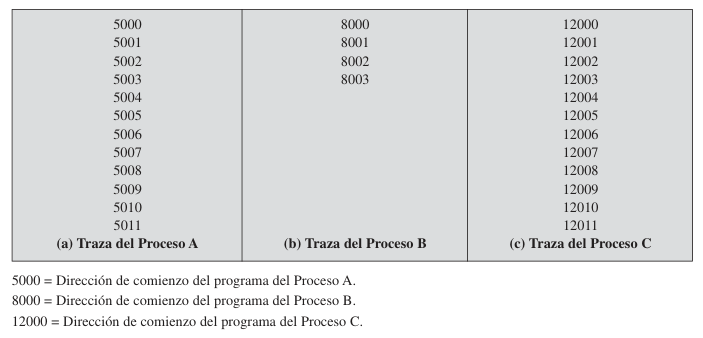 5000 8000 12000
5001 8001 12001
5002 8002 12002
5003 8003 12003
5004 12004
5005 12005
5006 12006
5007 12007
5008 12008
5009 12009
5010 12010
5011 12011
(a) Traza del Proceso A (b) Traza del Proceso B (c) Traza del Proceso C
5000 = Dirección de comienzo del programa del Proceso A.
8000 = Dirección de comienzo del programa del Proceso B.
12000 = Dirección de comienzo del programa del Proceso C.